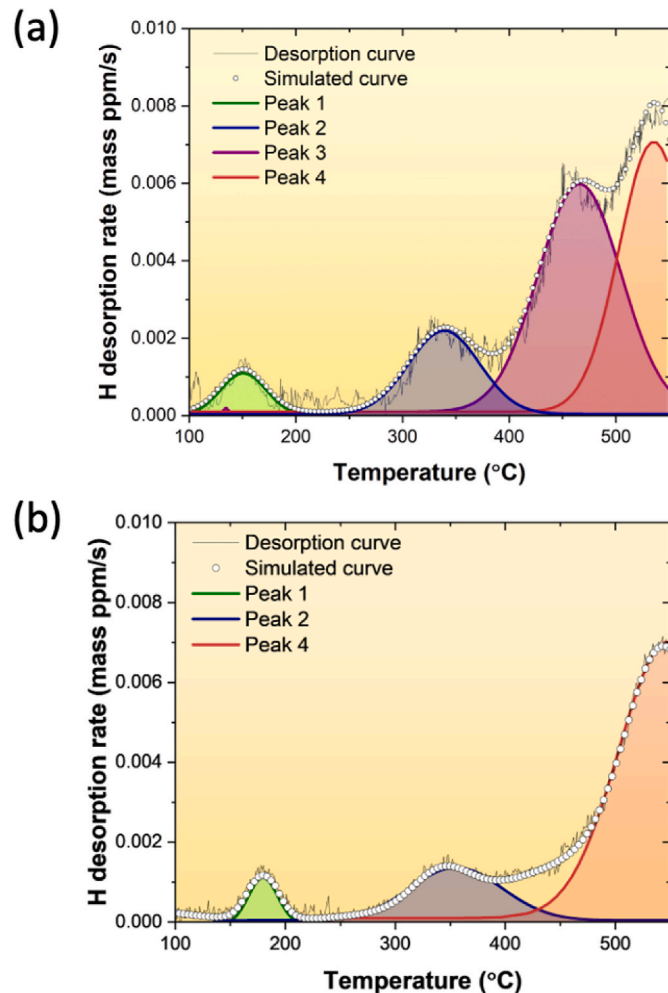 (a)
0.010
0.008
0.006
0.004
0.002
0.000
H desorption rate (mass ppm/s)
Desorption curve
Simulated curve
Peak 1
Peak 2
Peak 3
Peak 4
100 200 300 400 500
Temperature (°C)
(b)
0.010
0.008
0.006
0.004
0.002
0.000
H desorption rate (mass ppm/s)
Desorption curve
Simulated curve
Peak 1
Peak 2
Peak 4
100 200 300 400 500
Temperature (°C)